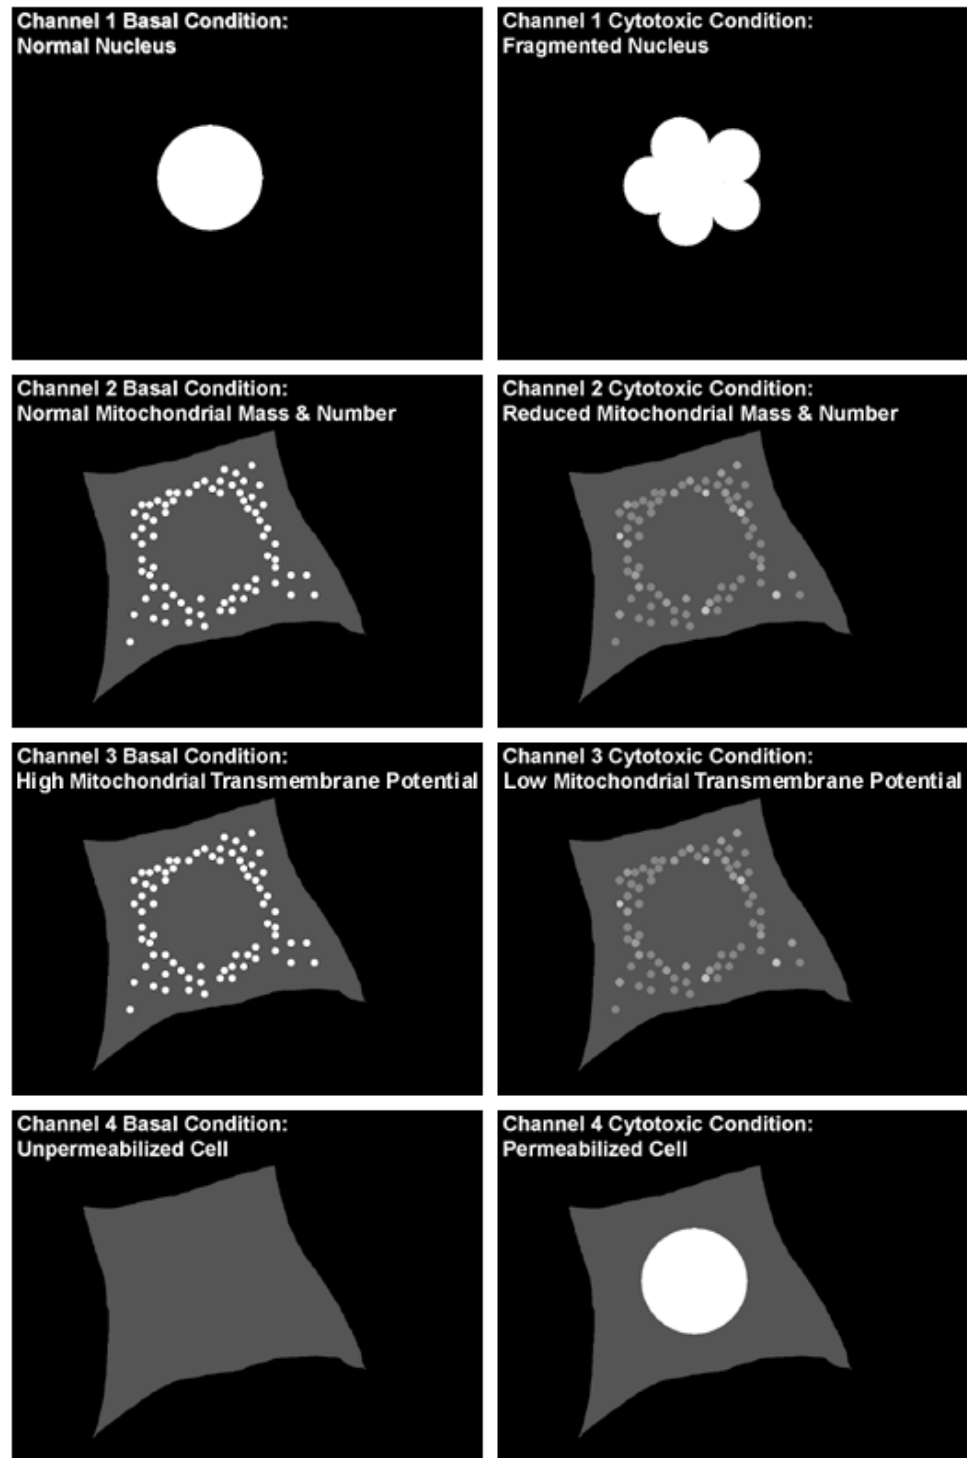 Channel 1 Basal Condition:
Normal Nucleus
Channel 1 Cytotoxic Condition:
Fragmented Nucleus
Channel 2 Basal Condition:
Normal Mitochondrial Mass & Number
Channel 2 Cytotoxic Condition:
Reduced Mitochondrial Mass & Number
Channel 3 Basal Condition:
High Mitochondrial Transmembrane Potential
Channel 3 Cytotoxic Condition:
Low Mitochondrial Transmembrane Potential
Channel 4 Basal Condition:
Unpermeabilized Cell
Channel 4 Cytotoxic Condition:
Permeabilized Cell